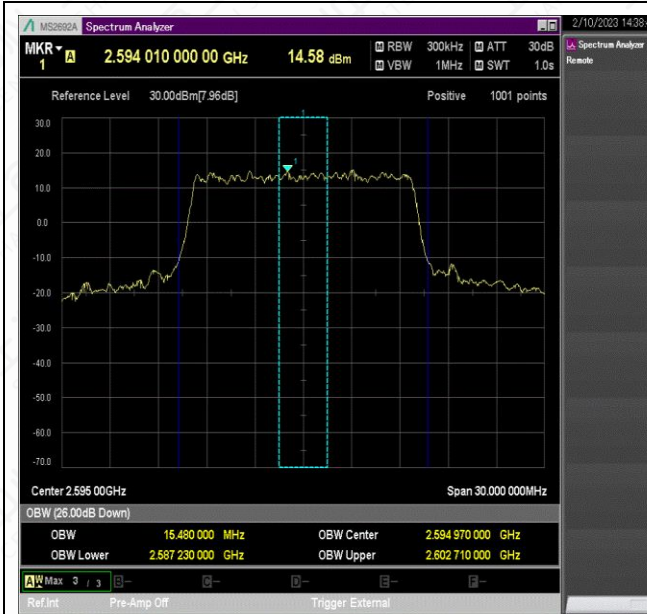 MS2692A Spectrum Analyzer
2/10/2023 14:38
MKR 1 A 2.594 010 000 00 GHz 14.58 dBm
M RBW 300kHz M ATT 30dB
M VBW 1MHz M SWT 1.0s
Spectrum Analyzer
Remote
Reference Level 30.00dBm[7.96dB] Positive 1001 points
30.0
20.0
1
10.0
0.0
-10.0
-20.0
-30.0
-40.0
-50.0
-60.0
-70.0
Center 2.595 00GHz Span 30.000 000MHz
OBW (26.00dB Down)
OBW 15.480 000 MHz OBW Center 2.594 970 000 GHz
OBW Lower 2.587 230 000 GHz OBW Upper 2.602 710 000 GHz
A W Max 3 / 3 B- C- D- E- F-
Ref.Int Pre-Amp Off Trigger External